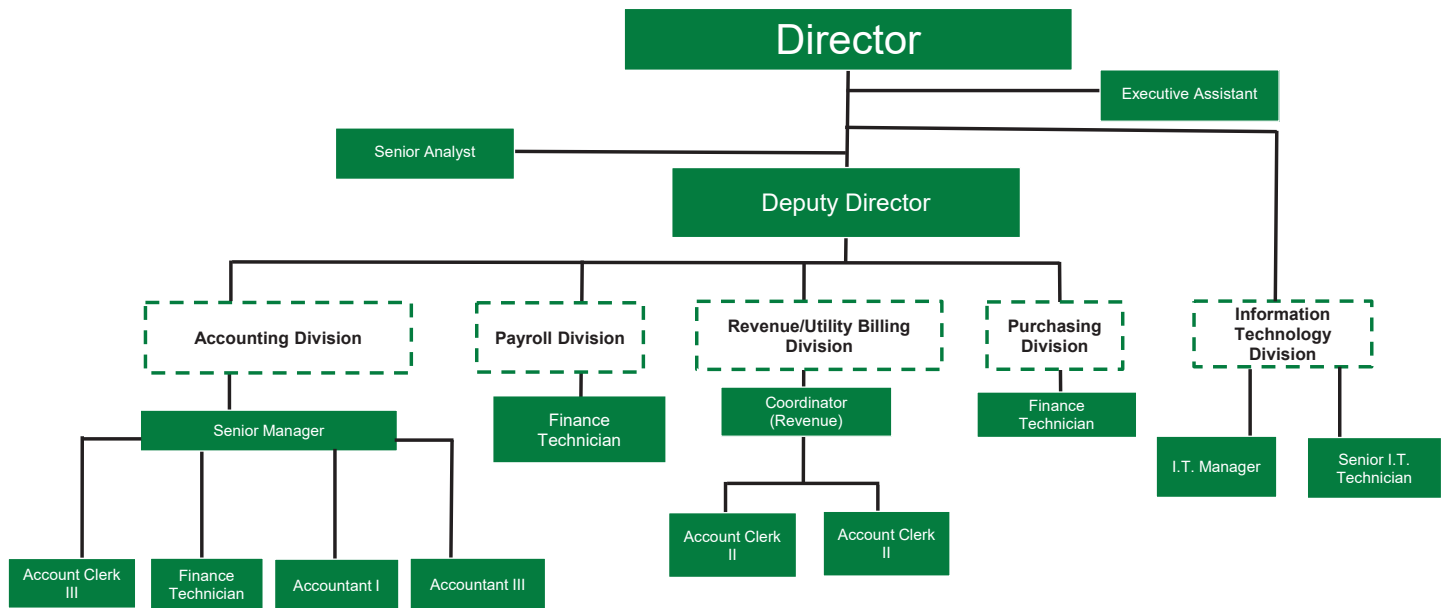 Director
Executive Assistant
Senior Analyst
Deputy Director
Accounting Division
Payroll Division
Revenue/Utility Billing
Division
Purchasing
Division
Information
Technology
Division
Senior Manager
Finance
Technician
Coordinator
(Revenue)
Finance
Technician
I.T. Manager
Senior I.T.
Technician
Account Clerk
III
Finance
Technician
Accountant I
Accountant III
Account Clerk
II
Account Clerk
II